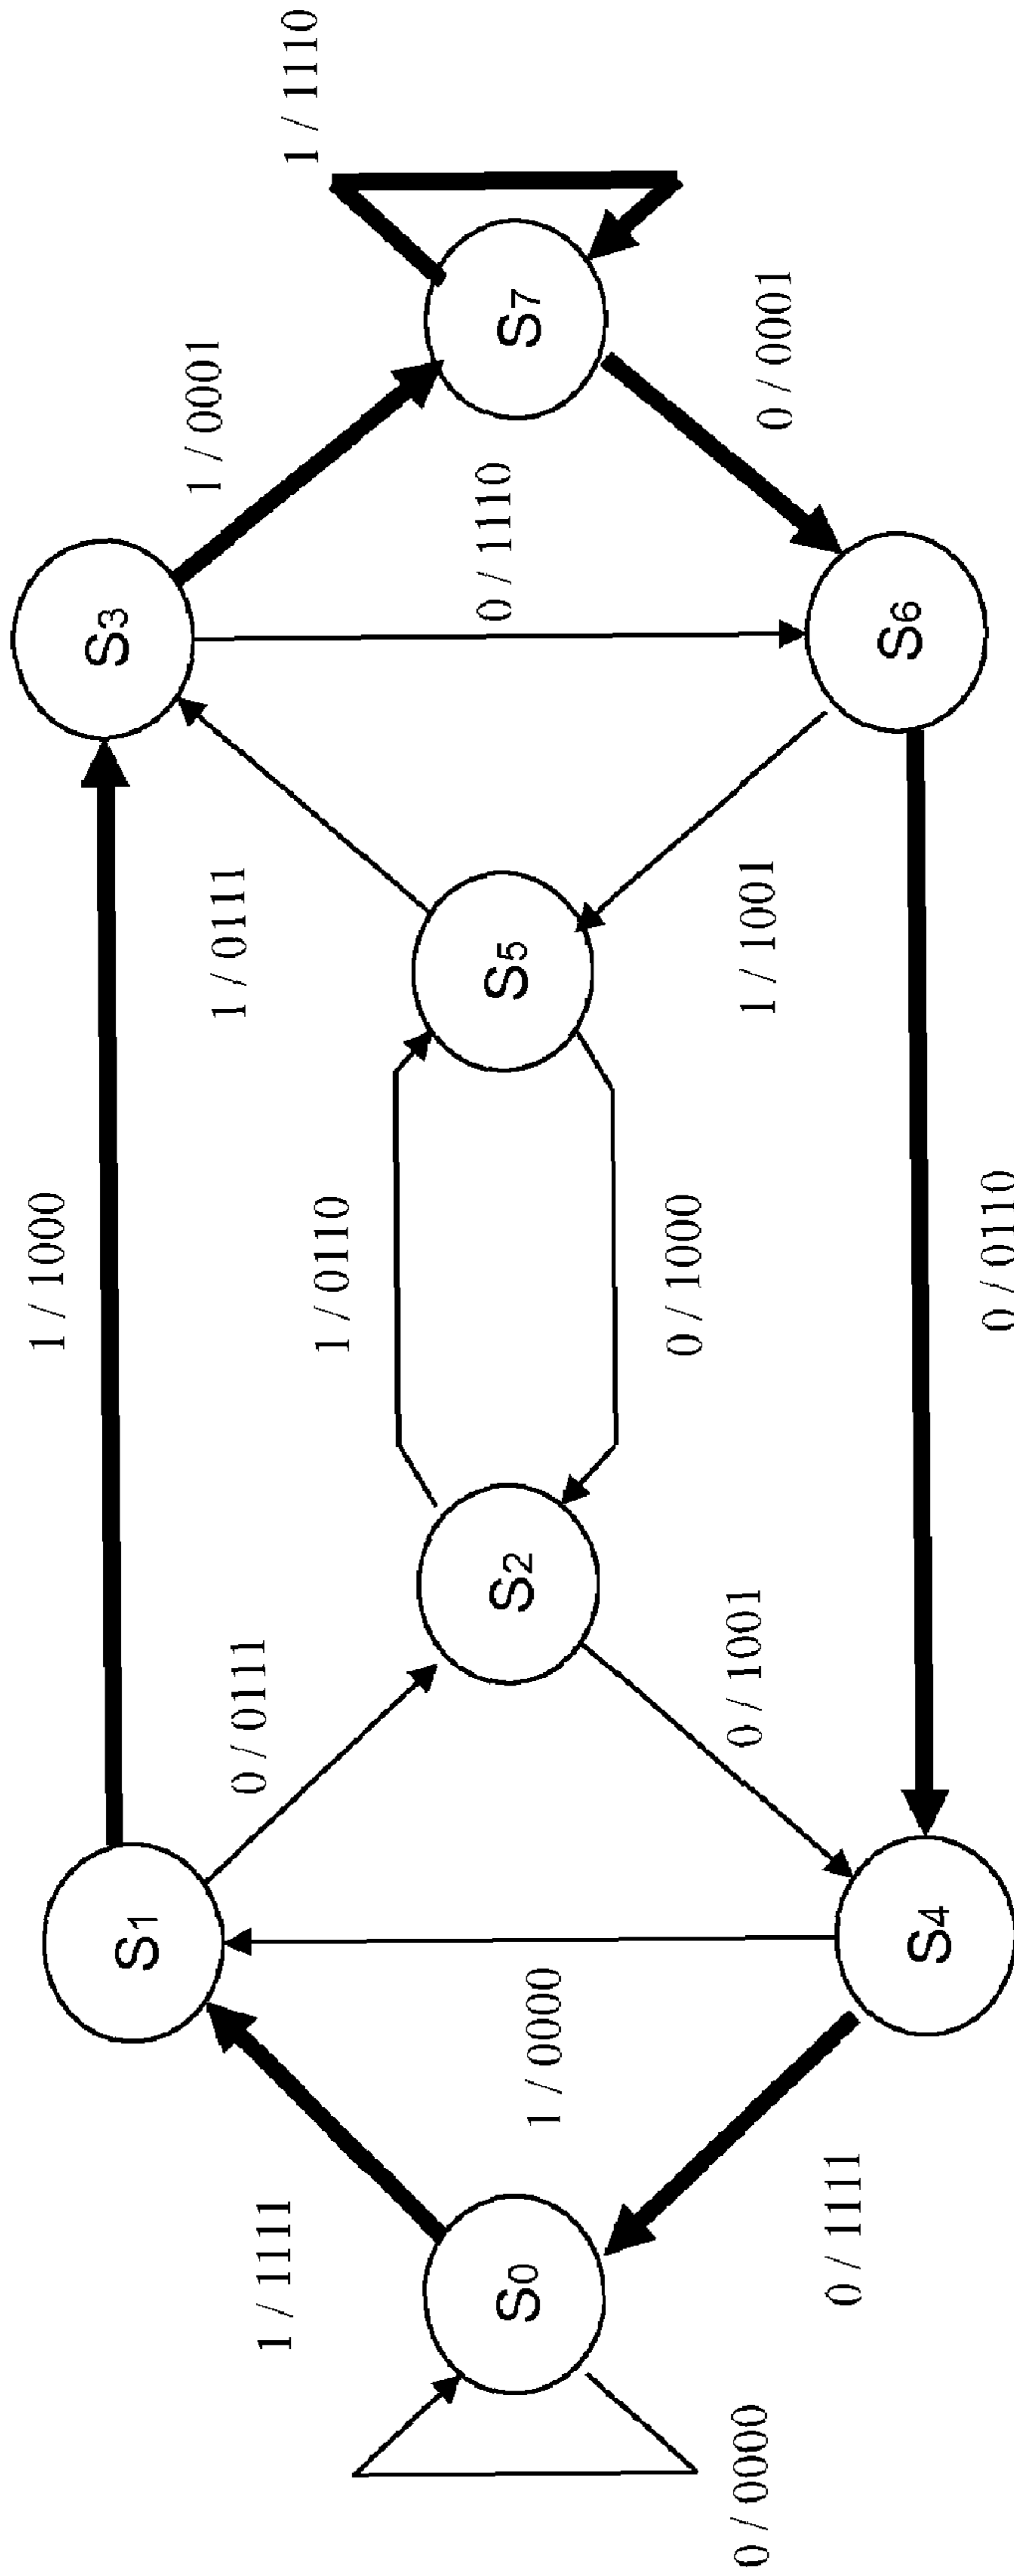 1 / 1000
1 / 1111
S1
0 / 0111
1 / 0111
S3
1 / 0001
1 / 1110
S0
1 / 0000
S2
1 / 0110
0 / 1000
S5
0 / 1110
S7
0 / 0000
0 / 1111
S4
0 / 1001
1 / 1001
S6
0 / 0001
0 / 0110